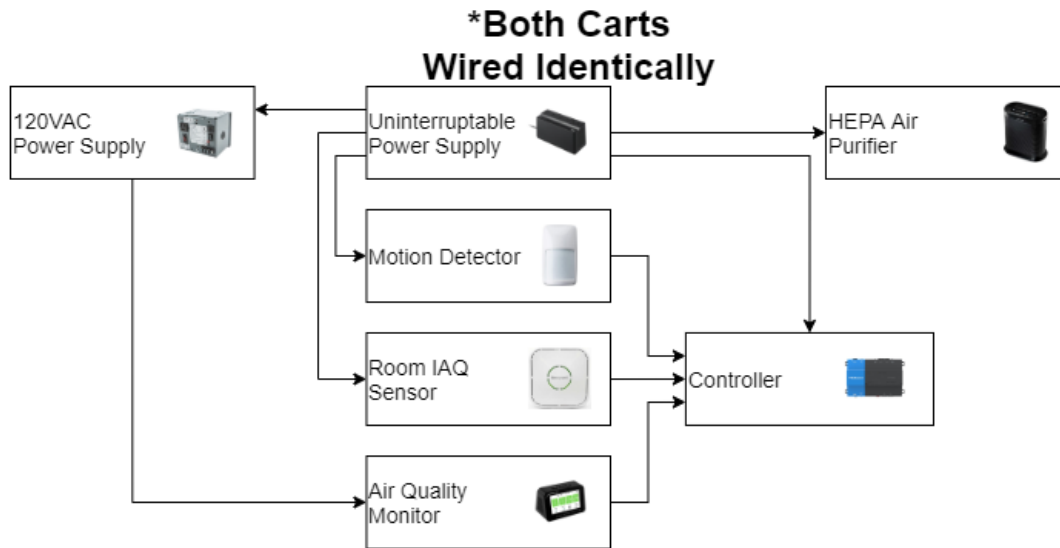 *Both Carts
Wired Identically
120VAC
Power Supply
Uninterruptable
Power Supply
HEPA Air
Purifier
Motion Detector
Room IAQ
Sensor
Controller
Air Quality
Monitor